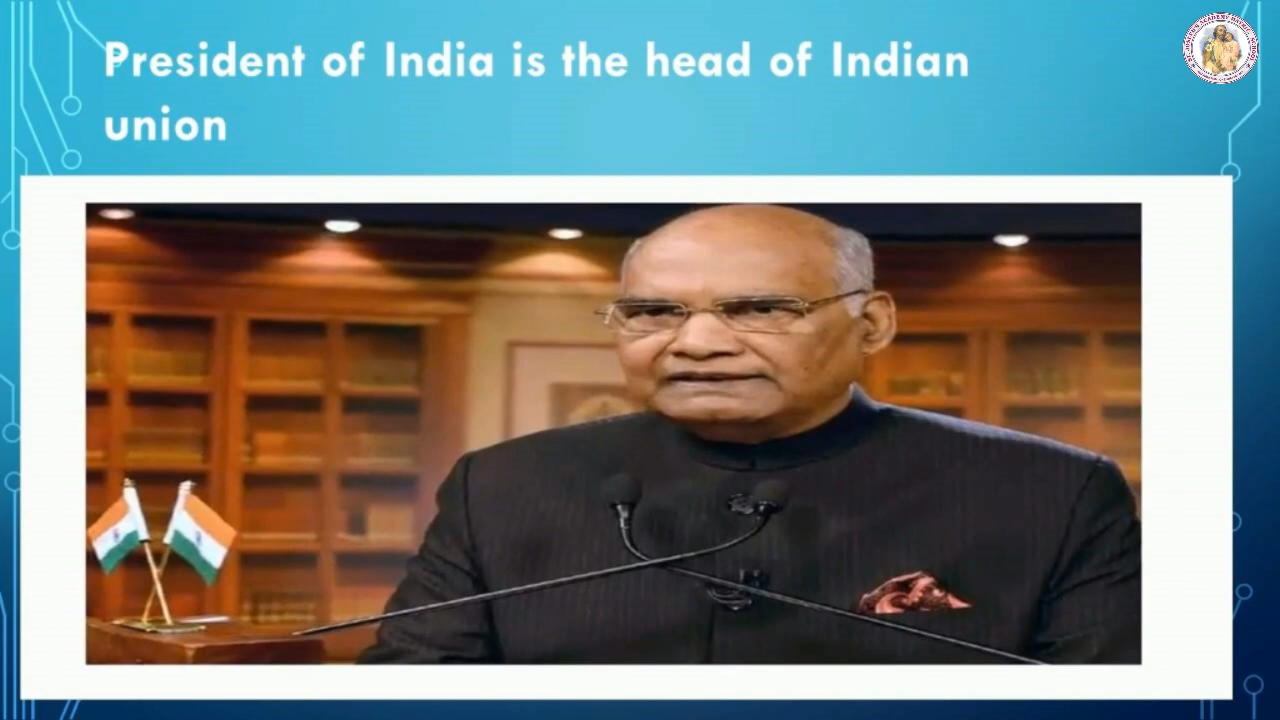 President of India is the head of Indian
union